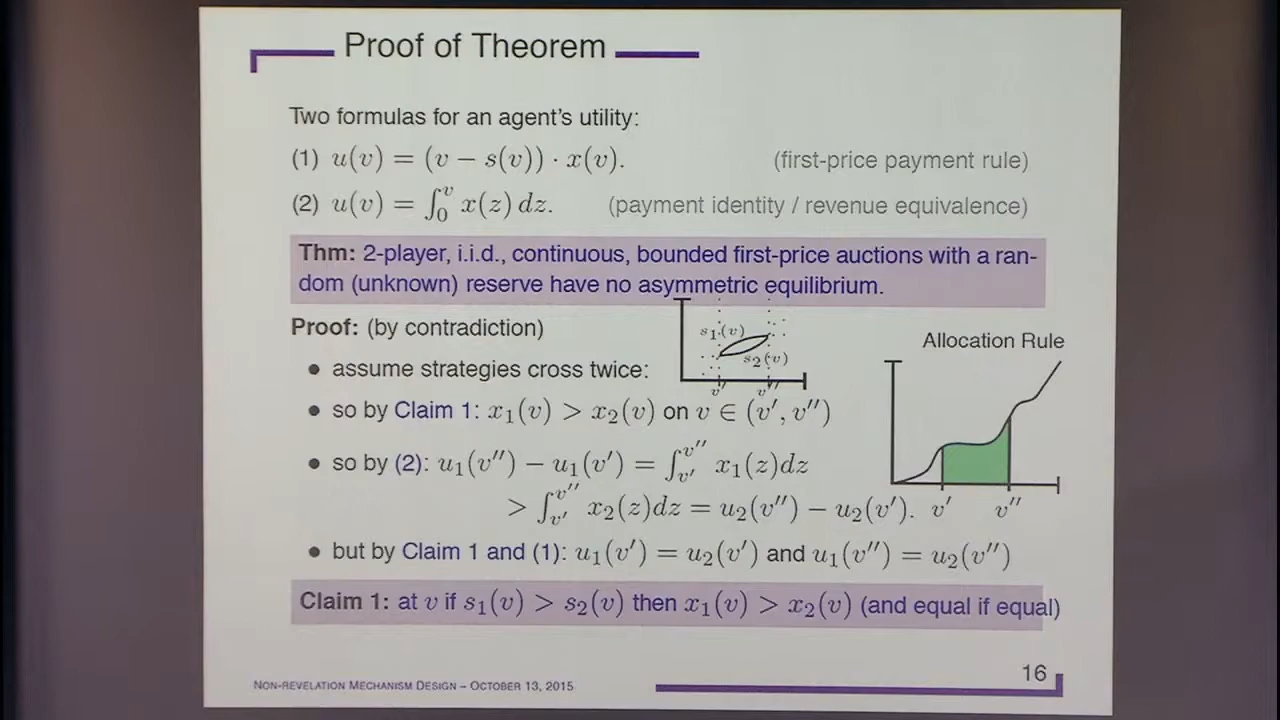 Proof of Theorem
Two formulas for an agent's utility:
(1) u(v) = (v − s(v)) · x(v). (first-price payment rule)
(2) u(v) = ∫₀ᵛ x(z) dz. (payment identity / revenue equivalence)
Thm: 2-player, i.i.d., continuous, bounded first-price auctions with a ran-
dom (unknown) reserve have no asymmetric equilibrium.
Proof: (by contradiction)
s₁(v)
s₂(v)
v′ v″
Allocation Rule
• assume strategies cross twice:
• so by Claim 1: x₁(v) > x₂(v) on v ∈ (v′, v″)
• so by (2): u₁(v″) − u₁(v′) = ∫_{v′}^{v″} x₁(z)dz
> ∫_{v′}^{v″} x₂(z)dz = u₂(v″) − u₂(v′).
v′ v″
• but by Claim 1 and (1): u₁(v′) = u₂(v′) and u₁(v″) = u₂(v″)
Claim 1: at v if s₁(v) > s₂(v) then x₁(v) > x₂(v) (and equal if equal)
16
NON-REVELATION MECHANISM DESIGN – OCTOBER 13, 2015